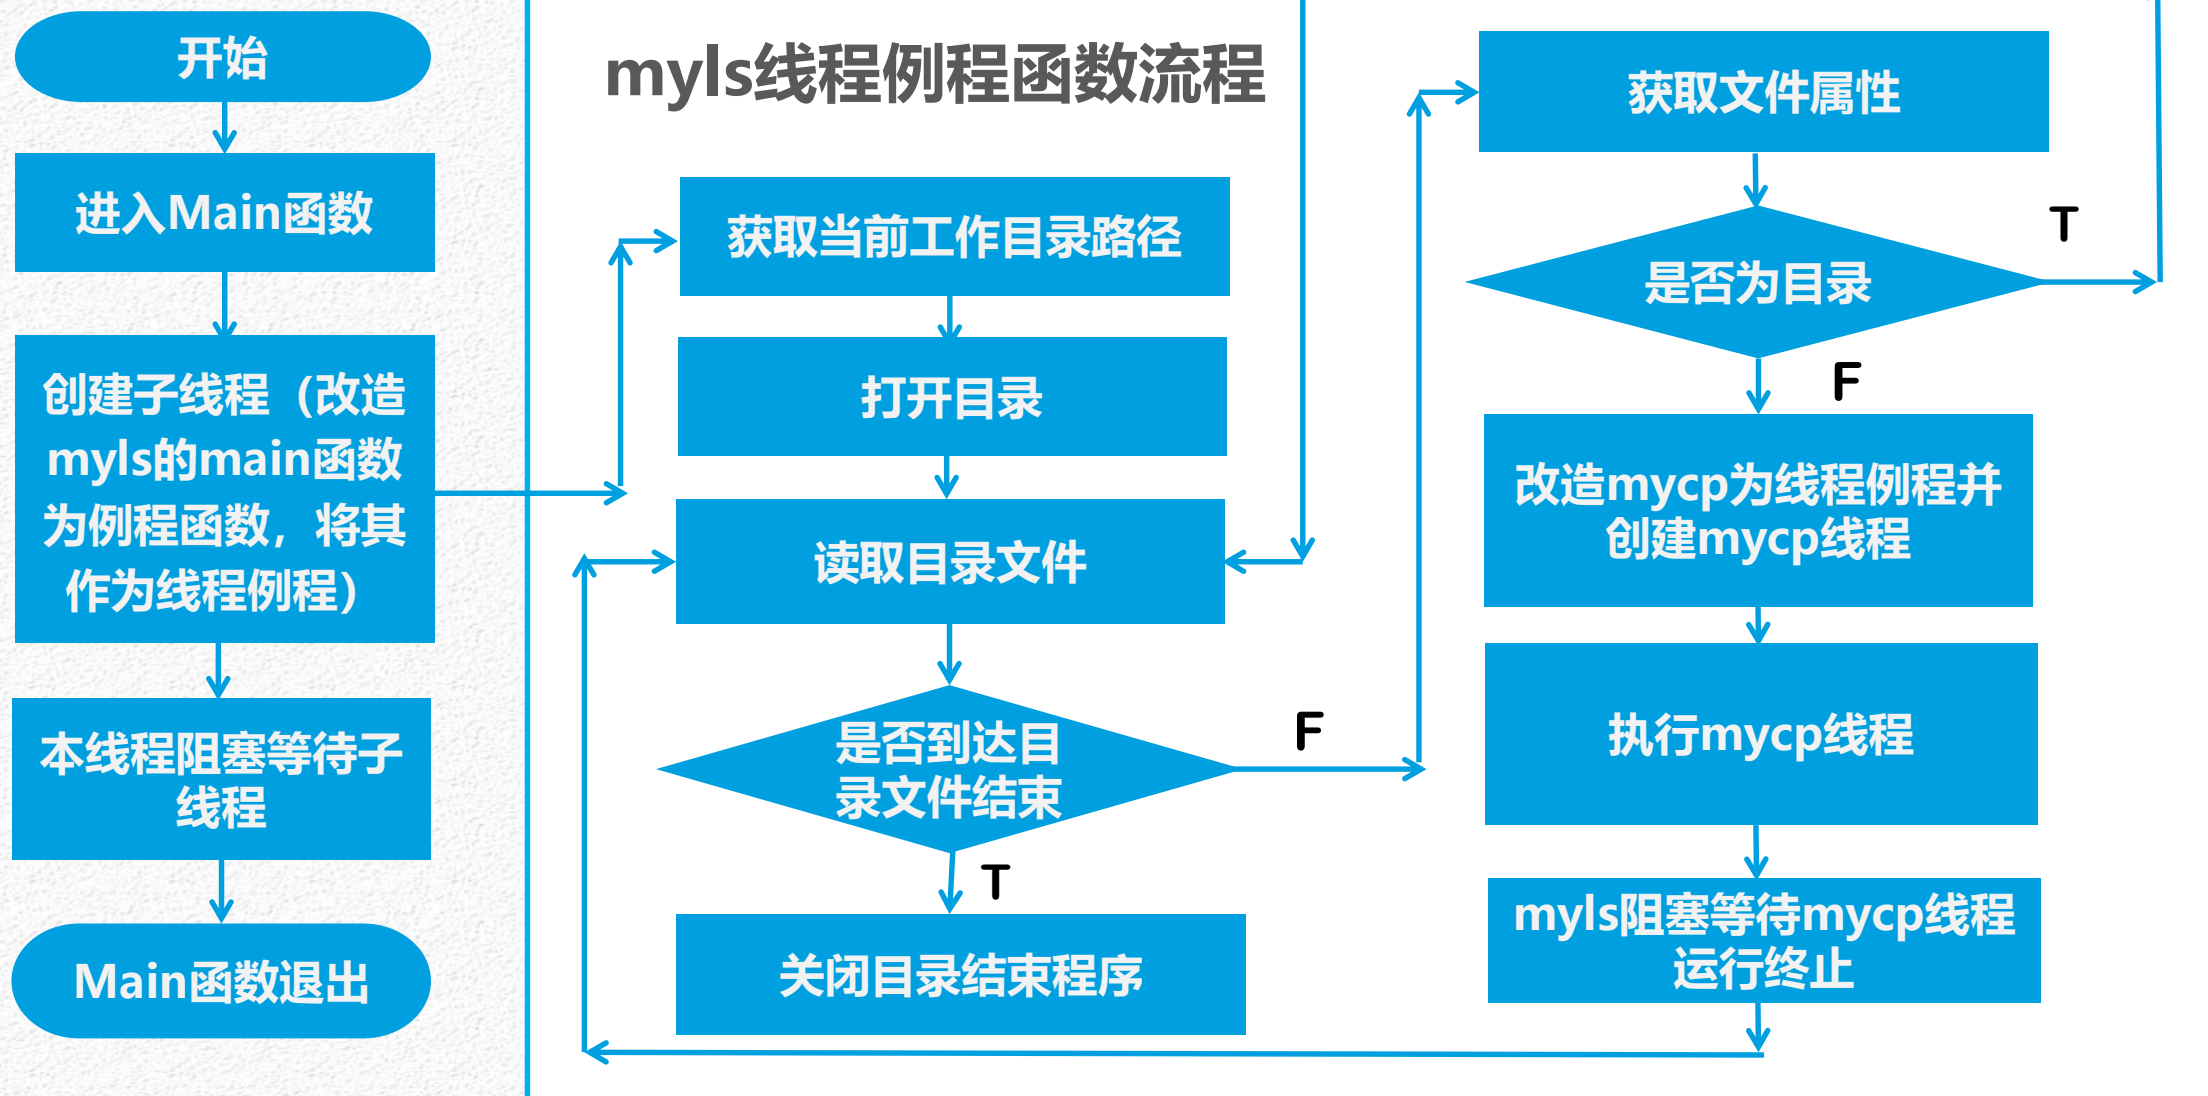 开始
进入Main函数
创建子线程（改造
myls的main函数
为例程函数，将其
作为线程例程）
本线程阻塞等待子
线程
Main函数退出
myls线程例程函数流程
获取当前工作目录路径
打开目录
读取目录文件
是否到达目
录文件结束
F
T
关闭目录结束程序
获取文件属性
是否为目录
T
F
改造mycp为线程例程并
创建mycp线程
执行mycp线程
myls阻塞等待mycp线程
运行终止